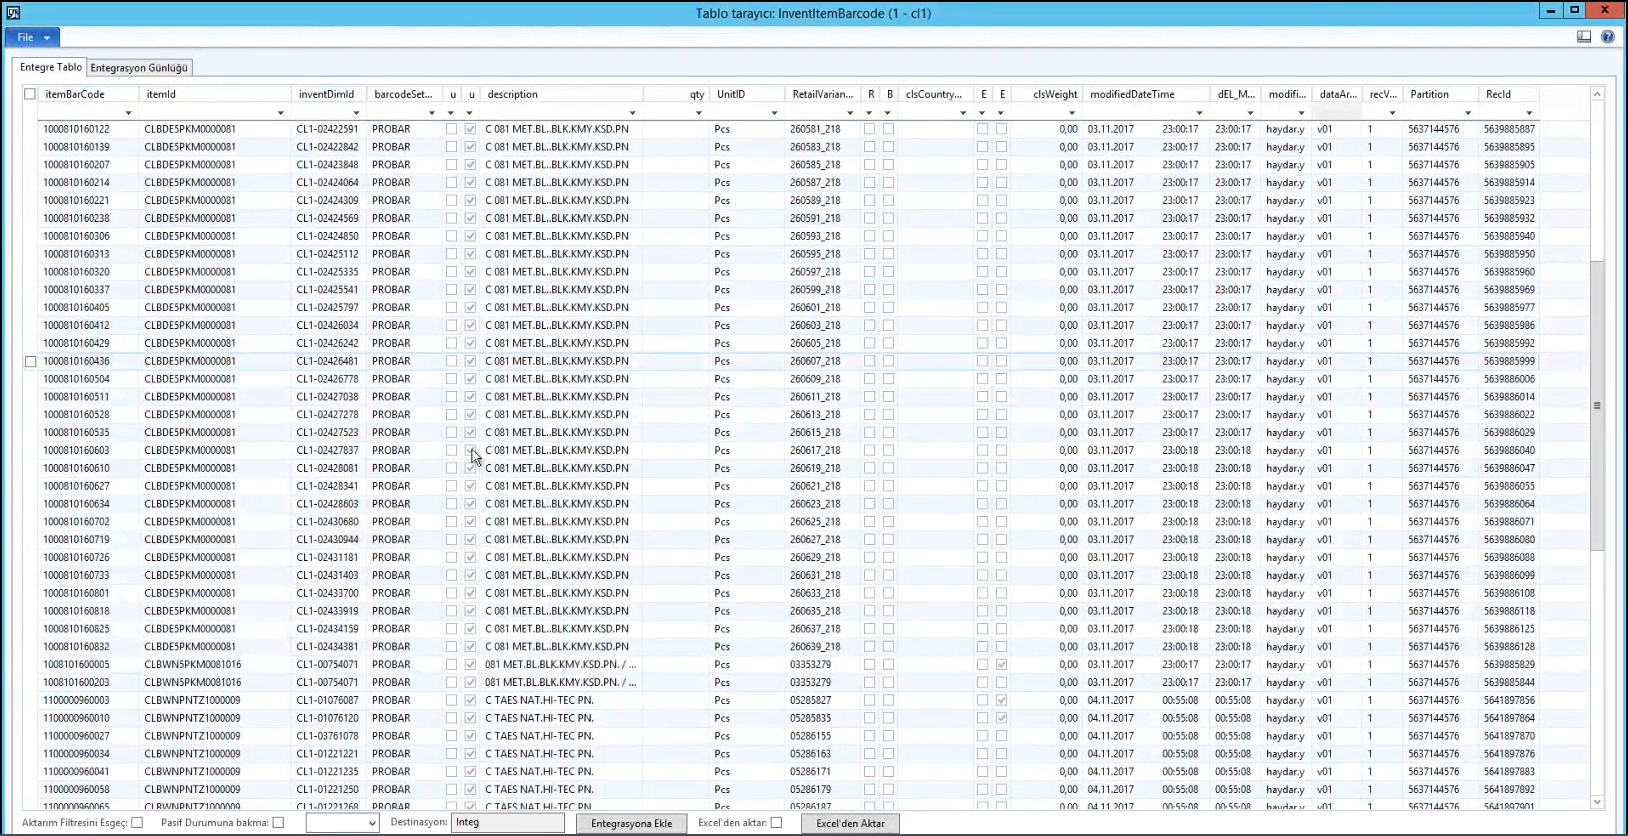 Tablo tarayıcı: InventItemBarcode (1 - cl1)
File
Entegre Tablo Entegrasyon Günlüğü
itemBarCode itemId inventDimId barcodeSet... u u description qty UnitID RetailVarian... R B clsCountry... E E clsWeight modifiedDateTime dEL_M... modifi... dataAr... recV... Partition RecId
1000810160122 CLBDE5PKM0000081 CL1-02422591 PROBAR C 081 MET.BL..BLK.KMY.KSD.PN Pcs 260581_218 0,00 03.11.2017 23:00:17 23:00:17 haydar.y v01 1 5637144576 5639885887
1000810160139 CLBDE5PKM0000081 CL1-02422842 PROBAR C 081 MET.BL..BLK.KMY.KSD.PN Pcs 260583_218 0,00 03.11.2017 23:00:17 23:00:17 haydar.y v01 1 5637144576 5639885895
1000810160207 CLBDE5PKM0000081 CL1-02423848 PROBAR C 081 MET.BL..BLK.KMY.KSD.PN Pcs 260585_218 0,00 03.11.2017 23:00:17 23:00:17 haydar.y v01 1 5637144576 5639885905
1000810160214 CLBDE5PKM0000081 CL1-02424064 PROBAR C 081 MET.BL..BLK.KMY.KSD.PN Pcs 260587_218 0,00 03.11.2017 23:00:17 23:00:17 haydar.y v01 1 5637144576 5639885914
1000810160221 CLBDE5PKM0000081 CL1-02424309 PROBAR C 081 MET.BL..BLK.KMY.KSD.PN Pcs 260589_218 0,00 03.11.2017 23:00:17 23:00:17 haydar.y v01 1 5637144576 5639885923
1000810160238 CLBDE5PKM0000081 CL1-02424569 PROBAR C 081 MET.BL..BLK.KMY.KSD.PN Pcs 260591_218 0,00 03.11.2017 23:00:17 23:00:17 haydar.y v01 1 5637144576 5639885932
1000810160306 CLBDE5PKM0000081 CL1-02424850 PROBAR C 081 MET.BL..BLK.KMY.KSD.PN Pcs 260593_218 0,00 03.11.2017 23:00:17 23:00:17 haydar.y v01 1 5637144576 5639885940
1000810160313 CLBDE5PKM0000081 CL1-02425112 PROBAR C 081 MET.BL..BLK.KMY.KSD.PN Pcs 260595_218 0,00 03.11.2017 23:00:17 23:00:17 haydar.y v01 1 5637144576 5639885950
1000810160320 CLBDE5PKM0000081 CL1-02425335 PROBAR C 081 MET.BL..BLK.KMY.KSD.PN Pcs 260597_218 0,00 03.11.2017 23:00:17 23:00:17 haydar.y v01 1 5637144576 5639885960
1000810160337 CLBDE5PKM0000081 CL1-02425541 PROBAR C 081 MET.BL..BLK.KMY.KSD.PN Pcs 260599_218 0,00 03.11.2017 23:00:17 23:00:17 haydar.y v01 1 5637144576 5639885969
1000810160405 CLBDE5PKM0000081 CL1-02425797 PROBAR C 081 MET.BL..BLK.KMY.KSD.PN Pcs 260601_218 0,00 03.11.2017 23:00:17 23:00:17 haydar.y v01 1 5637144576 5639885977
1000810160412 CLBDE5PKM0000081 CL1-02426034 PROBAR C 081 MET.BL..BLK.KMY.KSD.PN Pcs 260603_218 0,00 03.11.2017 23:00:17 23:00:17 haydar.y v01 1 5637144576 5639885986
1000810160429 CLBDE5PKM0000081 CL1-02426242 PROBAR C 081 MET.BL..BLK.KMY.KSD.PN Pcs 260605_218 0,00 03.11.2017 23:00:17 23:00:17 haydar.y v01 1 5637144576 5639885992
1000810160436 CLBDE5PKM0000081 CL1-02426481 PROBAR C 081 MET.BL..BLK.KMY.KSD.PN Pcs 260607_218 0,00 03.11.2017 23:00:17 23:00:17 haydar.y v01 1 5637144576 5639885999
1000810160504 CLBDE5PKM0000081 CL1-02426778 PROBAR C 081 MET.BL..BLK.KMY.KSD.PN Pcs 260609_218 0,00 03.11.2017 23:00:17 23:00:17 haydar.y v01 1 5637144576 5639886006
1000810160511 CLBDE5PKM0000081 CL1-02427038 PROBAR C 081 MET.BL..BLK.KMY.KSD.PN Pcs 260611_218 0,00 03.11.2017 23:00:17 23:00:17 haydar.y v01 1 5637144576 5639886014
1000810160528 CLBDE5PKM0000081 CL1-02427278 PROBAR C 081 MET.BL..BLK.KMY.KSD.PN Pcs 260613_218 0,00 03.11.2017 23:00:17 23:00:17 haydar.y v01 1 5637144576 5639886022
1000810160535 CLBDE5PKM0000081 CL1-02427523 PROBAR C 081 MET.BL..BLK.KMY.KSD.PN Pcs 260615_218 0,00 03.11.2017 23:00:17 23:00:17 haydar.y v01 1 5637144576 5639886029
1000810160603 CLBDE5PKM0000081 CL1-02427837 PROBAR C 081 MET.BL..BLK.KMY.KSD.PN Pcs 260617_218 0,00 03.11.2017 23:00:18 23:00:18 haydar.y v01 1 5637144576 5639886040
1000810160610 CLBDE5PKM0000081 CL1-02428081 PROBAR C 081 MET.BL..BLK.KMY.KSD.PN Pcs 260619_218 0,00 03.11.2017 23:00:18 23:00:18 haydar.y v01 1 5637144576 5639886047
1000810160627 CLBDE5PKM0000081 CL1-02428341 PROBAR C 081 MET.BL..BLK.KMY.KSD.PN Pcs 260621_218 0,00 03.11.2017 23:00:18 23:00:18 haydar.y v01 1 5637144576 5639886055
1000810160634 CLBDE5PKM0000081 CL1-02428603 PROBAR C 081 MET.BL..BLK.KMY.KSD.PN Pcs 260623_218 0,00 03.11.2017 23:00:18 23:00:18 haydar.y v01 1 5637144576 5639886064
1000810160702 CLBDE5PKM0000081 CL1-02430680 PROBAR C 081 MET.BL..BLK.KMY.KSD.PN Pcs 260625_218 0,00 03.11.2017 23:00:18 23:00:18 haydar.y v01 1 5637144576 5639886071
1000810160719 CLBDE5PKM0000081 CL1-02430944 PROBAR C 081 MET.BL..BLK.KMY.KSD.PN Pcs 260627_218 0,00 03.11.2017 23:00:18 23:00:18 haydar.y v01 1 5637144576 5639886080
1000810160726 CLBDE5PKM0000081 CL1-02431181 PROBAR C 081 MET.BL..BLK.KMY.KSD.PN Pcs 260629_218 0,00 03.11.2017 23:00:18 23:00:18 haydar.y v01 1 5637144576 5639886088
1000810160733 CLBDE5PKM0000081 CL1-02431403 PROBAR C 081 MET.BL..BLK.KMY.KSD.PN Pcs 260631_218 0,00 03.11.2017 23:00:18 23:00:18 haydar.y v01 1 5637144576 5639886099
1000810160801 CLBDE5PKM0000081 CL1-02433700 PROBAR C 081 MET.BL..BLK.KMY.KSD.PN Pcs 260633_218 0,00 03.11.2017 23:00:18 23:00:18 haydar.y v01 1 5637144576 5639886108
1000810160818 CLBDE5PKM0000081 CL1-02433919 PROBAR C 081 MET.BL..BLK.KMY.KSD.PN Pcs 260635_218 0,00 03.11.2017 23:00:18 23:00:18 haydar.y v01 1 5637144576 5639886118
1000810160825 CLBDE5PKM0000081 CL1-02434159 PROBAR C 081 MET.BL..BLK.KMY.KSD.PN Pcs 260637_218 0,00 03.11.2017 23:00:18 23:00:18 haydar.y v01 1 5637144576 5639886125
1000810160832 CLBDE5PKM0000081 CL1-02434381 PROBAR C 081 MET.BL..BLK.KMY.KSD.PN Pcs 260639_218 0,00 03.11.2017 23:00:18 23:00:18 haydar.y v01 1 5637144576 5639886128
1008101600005 CLBWN5PKM0081016 CL1-00754071 PROBAR 081 MET.BL.BLK.KMY.KSD.PN. / ... Pcs 03353279 0,00 03.11.2017 23:00:17 23:00:17 haydar.y v01 1 5637144576 5639885829
1008101600203 CLBWN5PKM0081016 CL1-00754071 PROBAR 081 MET.BL.BLK.KMY.KSD.PN. / ... Pcs 03353279 0,00 03.11.2017 23:00:17 23:00:17 haydar.y v01 1 5637144576 5639885844
1100000960003 CLBWNPNTZ1000009 CL1-01076087 PROBAR C TAES NAT.HI-TEC PN. Pcs 05285827 0,00 04.11.2017 00:55:08 00:55:08 haydar.y v01 1 5637144576 5641897856
1100000960010 CLBWNPNTZ1000009 CL1-01076120 PROBAR C TAES NAT.HI-TEC PN. Pcs 05285835 0,00 04.11.2017 00:55:08 00:55:08 haydar.y v01 1 5637144576 5641897864
1100000960027 CLBWNPNTZ1000009 CL1-03761078 PROBAR C TAES NAT.HI-TEC PN. Pcs 05286155 0,00 04.11.2017 00:55:08 00:55:08 haydar.y v01 1 5637144576 5641897870
1100000960034 CLBWNPNTZ1000009 CL1-01221221 PROBAR C TAES NAT.HI-TEC PN. Pcs 05286163 0,00 04.11.2017 00:55:08 00:55:08 haydar.y v01 1 5637144576 5641897876
1100000960041 CLBWNPNTZ1000009 CL1-01221235 PROBAR C TAES NAT.HI-TEC PN. Pcs 05286171 0,00 04.11.2017 00:55:08 00:55:08 haydar.y v01 1 5637144576 5641897883
1100000960058 CLBWNPNTZ1000009 CL1-01221250 PROBAR C TAES NAT.HI-TEC PN. Pcs 05286179 0,00 04.11.2017 00:55:08 00:55:08 haydar.y v01 1 5637144576 5641897892
1100000960065 CLBWNPNTZ1000009 CL1-01221268 PROBAR C TAES NAT.HI-TEC PN. Pcs 05286187 0,00 04.11.2017 00:55:08 00:55:08 haydar.y v01 1 5637144576 5641897901
Aktarım Filtresini Esgeç: Pasif Durumuna bakma: Destinasyon: Integ Entegrasyona Ekle Excel'den aktar: Excel'den Aktar